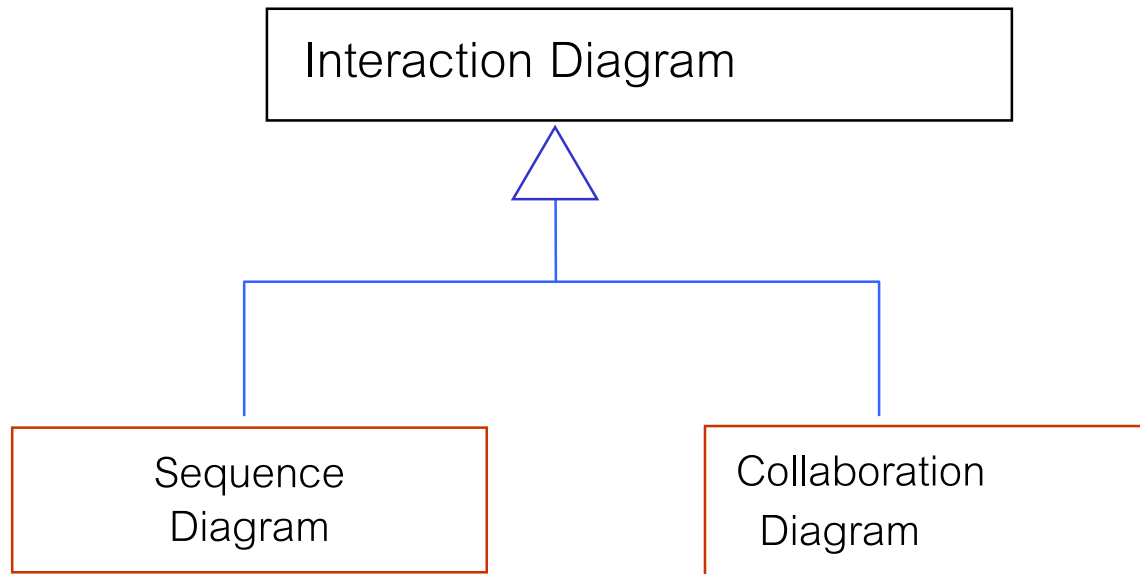 Interaction Diagram
Sequence
Diagram
Collaboration
Diagram